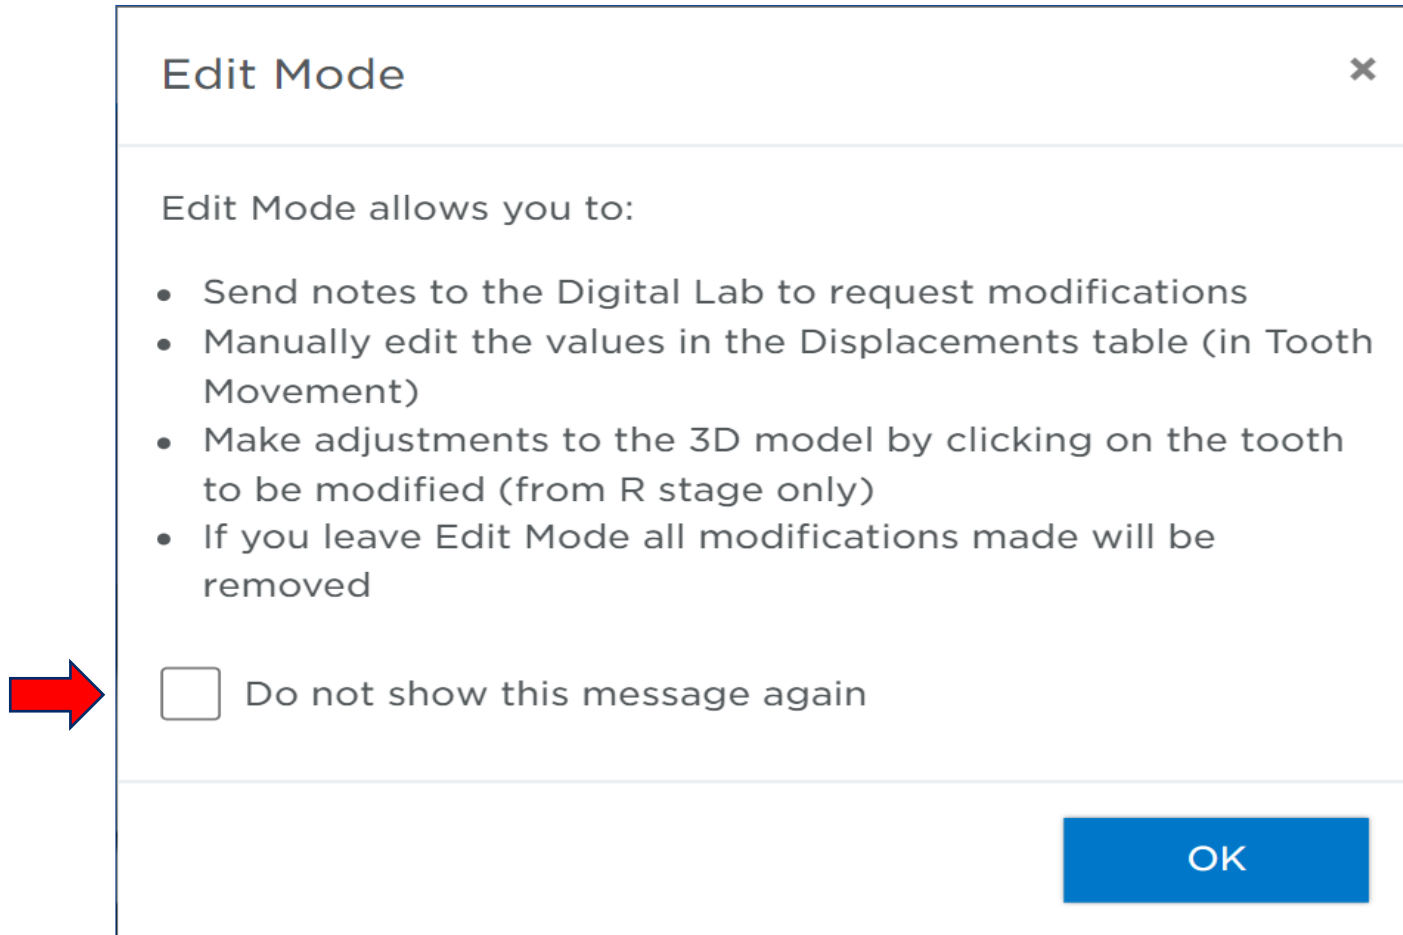 Edit Mode
Edit Mode allows you to:
• Send notes to the Digital Lab to request modifications
• Manually edit the values in the Displacements table (in Tooth
Movement)
• Make adjustments to the 3D model by clicking on the tooth
to be modified (from R stage only)
• If you leave Edit Mode all modifications made will be
removed
Do not show this message again
OK